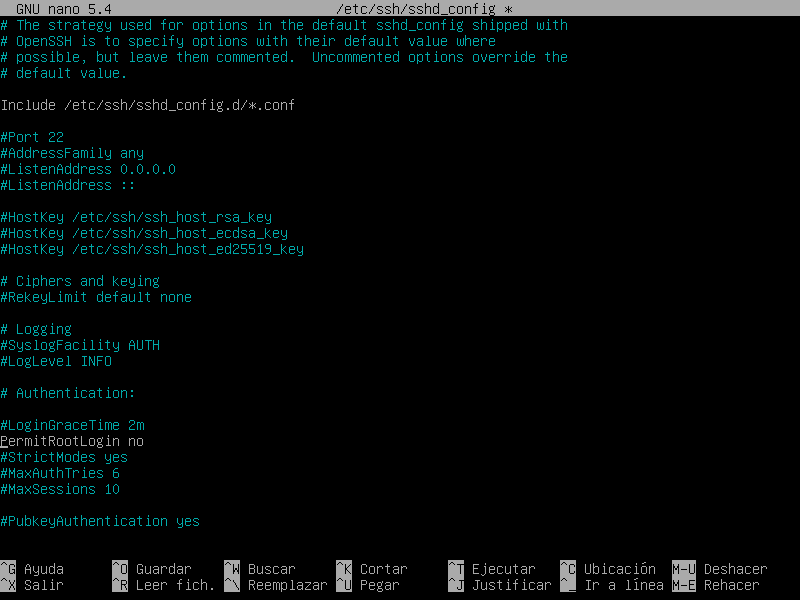 GNU nano 5.4 /etc/ssh/sshd_config *
# The strategy used for options in the default sshd_config shipped with
# OpenSSH is to specify options with their default value where
# possible, but leave them commented.  Uncommented options override the
# default value.
Include /etc/ssh/sshd_config.d/*.conf
#Port 22
#AddressFamily any
#ListenAddress 0.0.0.0
#ListenAddress ::
#HostKey /etc/ssh/ssh_host_rsa_key
#HostKey /etc/ssh/ssh_host_ecdsa_key
#HostKey /etc/ssh/ssh_host_ed25519_key
# Ciphers and keying
#RekeyLimit default none
# Logging
#SyslogFacility AUTH
#LogLevel INFO
# Authentication:
#LoginGraceTime 2m
PermitRootLogin no
#StrictModes yes
#MaxAuthTries 6
#MaxSessions 10
#PubkeyAuthentication yes
^G Ayuda ^O Guardar ^W Buscar ^K Cortar ^T Ejecutar ^C Ubicación M-U Deshacer
^X Salir ^R Leer fich. ^\ Reemplazar ^U Pegar ^J Justificar ^_ Ir a línea M-E Rehacer